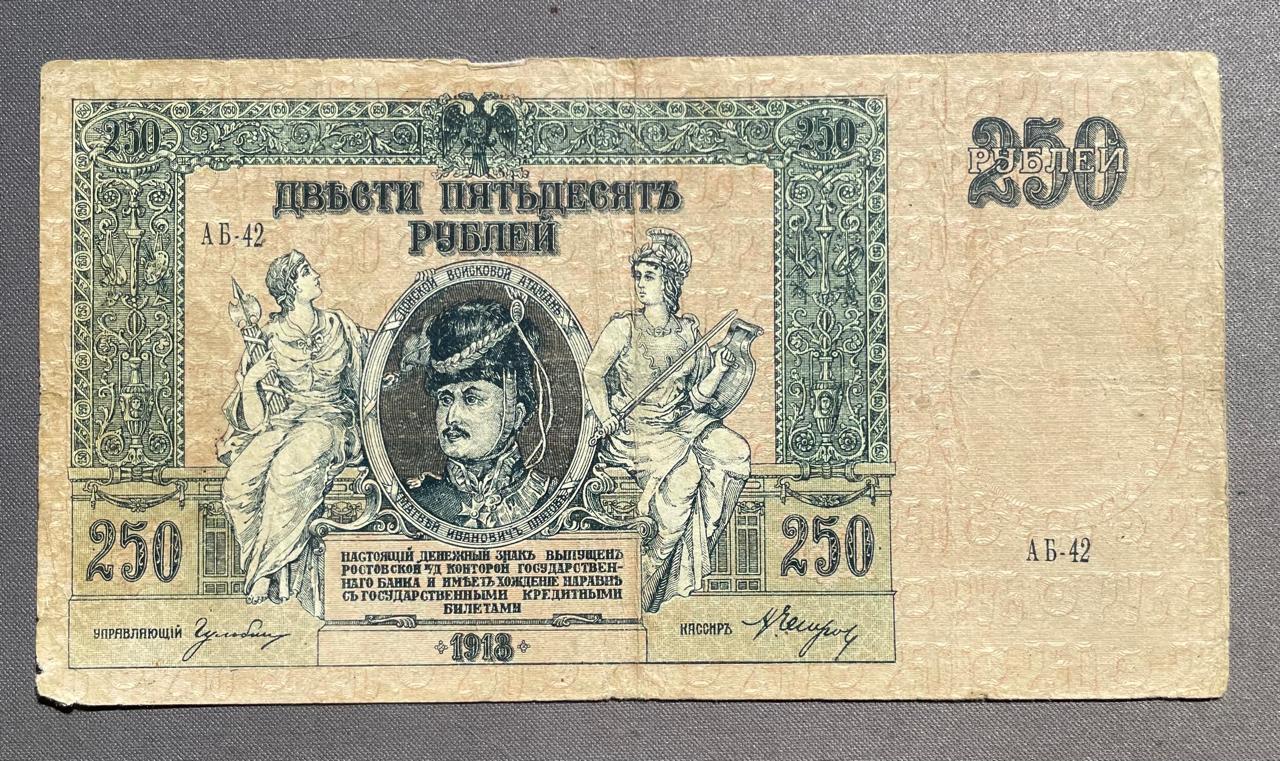 250
250
ДВѢСТИ ПЯТЬДЕСЯТЪ
РУБЛЕЙ
АБ-42
ДОНСКОЙ ВОЙСКОВОЙ АТАМАНЪ
МАТВѢЙ ИВАНОВИЧЪ ПЛАТОВЪ
250
250
НАСТОЯЩІЙ ДЕНЕЖНЫЙ ЗНАКЪ ВЫПУЩЕНЪ
РОСТОВСКОЙ Н/Д КОНТОРОЙ ГОСУДАРСТВЕН-
НАГО БАНКА И ИМѢЕТЪ ХОЖДЕНІЕ НАРАВНѢ
СЪ ГОСУДАРСТВЕННЫМИ КРЕДИТНЫМИ
БИЛЕТАМИ
УПРАВЛЯЮЩІЙ
КАССИРЪ
1918
250
РУБЛЕЙ
АБ-42